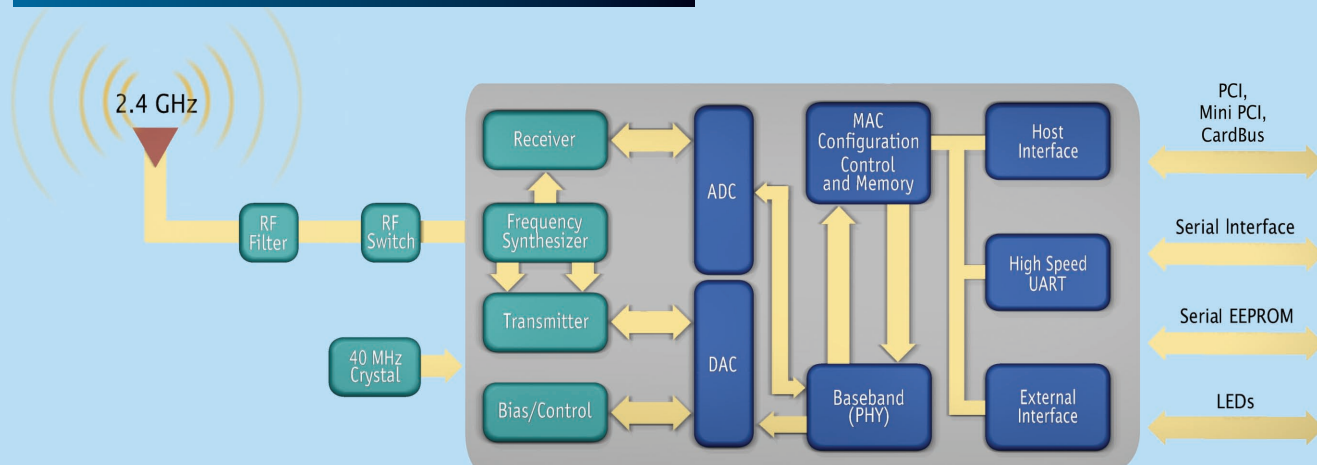 2.4 GHz
RF
Filter
RF
Switch
40 MHz
Crystal
Receiver
Frequency
Synthesizer
Transmitter
Bias/Control
ADC
DAC
MAC
Configuration
Control
and Memory
Baseband
(PHY)
Host
Interface
High Speed
UART
External
Interface
PCI,
Mini PCI,
CardBus
Serial Interface
Serial EEPROM
LEDs